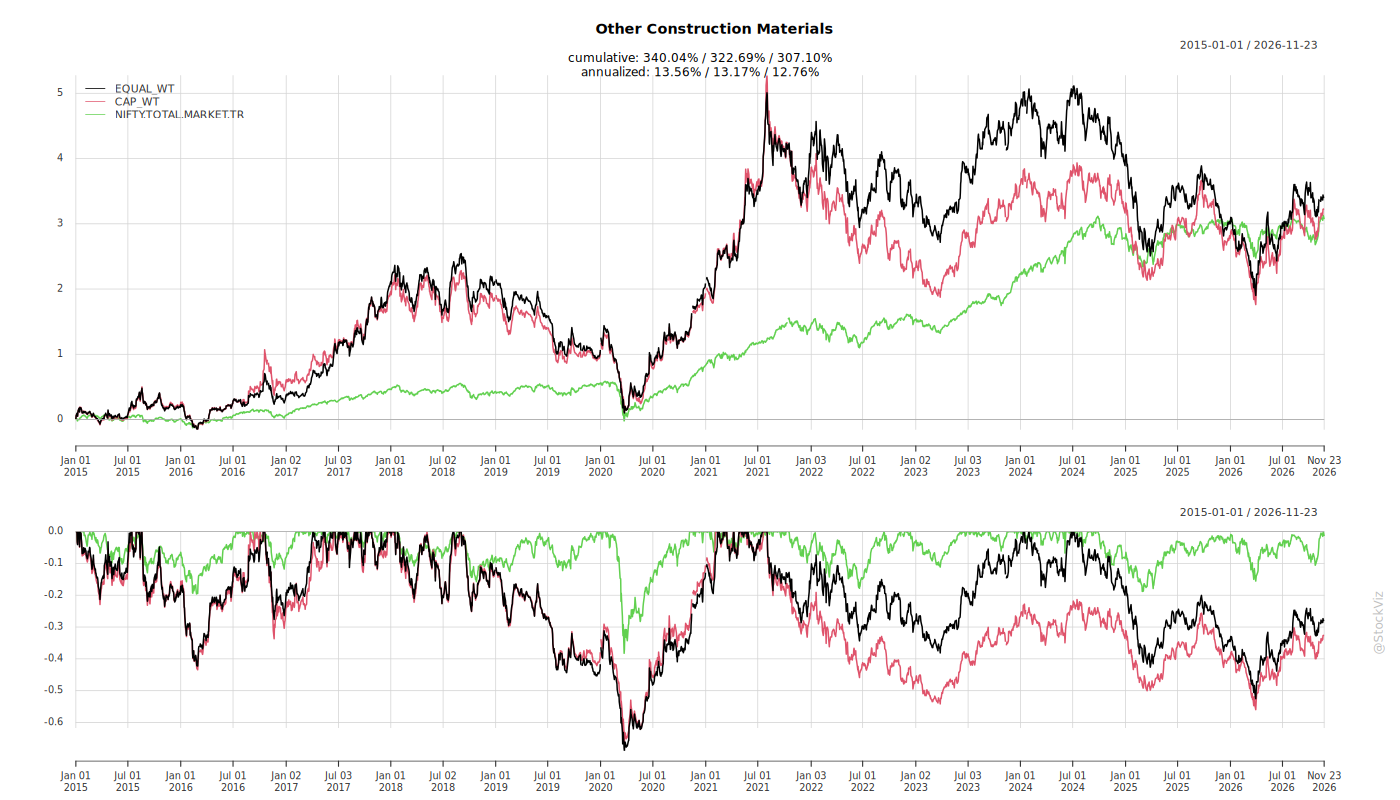 Other Construction Materials
2015-01-01 / 2026-11-23
cumulative: 340.04% / 322.69% / 307.10%
annualized: 13.56% / 13.17% / 12.76%
EQUAL_WT
CAP_WT
NIFTY.TOTAL.MARKET.TR
5
4
3
2
1
0
Jan 01 Jul 01 Jan 01 Jul 01 Jan 02 Jul 03 Jan 01 Jul 02 Jan 01 Jul 01 Jan 01 Jul 01 Jan 01 Jul 01 Jan 03 Jul 01 Jan 02 Jul 03 Jan 01 Jul 01 Jan 01 Jul 01 Jan 01 Jul 01 Nov 23
2015 2015 2016 2016 2017 2017 2018 2018 2019 2019 2020 2020 2021 2021 2022 2022 2023 2023 2024 2024 2025 2025 2026 2026 2026
2015-01-01 / 2026-11-23
0.0
-0.1
-0.2
-0.3
-0.4
-0.5
-0.6
Jan 01 Jul 01 Jan 01 Jul 01 Jan 02 Jul 03 Jan 01 Jul 02 Jan 01 Jul 01 Jan 01 Jul 01 Jan 01 Jul 01 Jan 03 Jul 01 Jan 02 Jul 03 Jan 01 Jul 01 Jan 01 Jul 01 Jan 01 Jul 01 Nov 23
2015 2015 2016 2016 2017 2017 2018 2018 2019 2019 2020 2020 2021 2021 2022 2022 2023 2023 2024 2024 2025 2025 2026 2026 2026
@StockViz